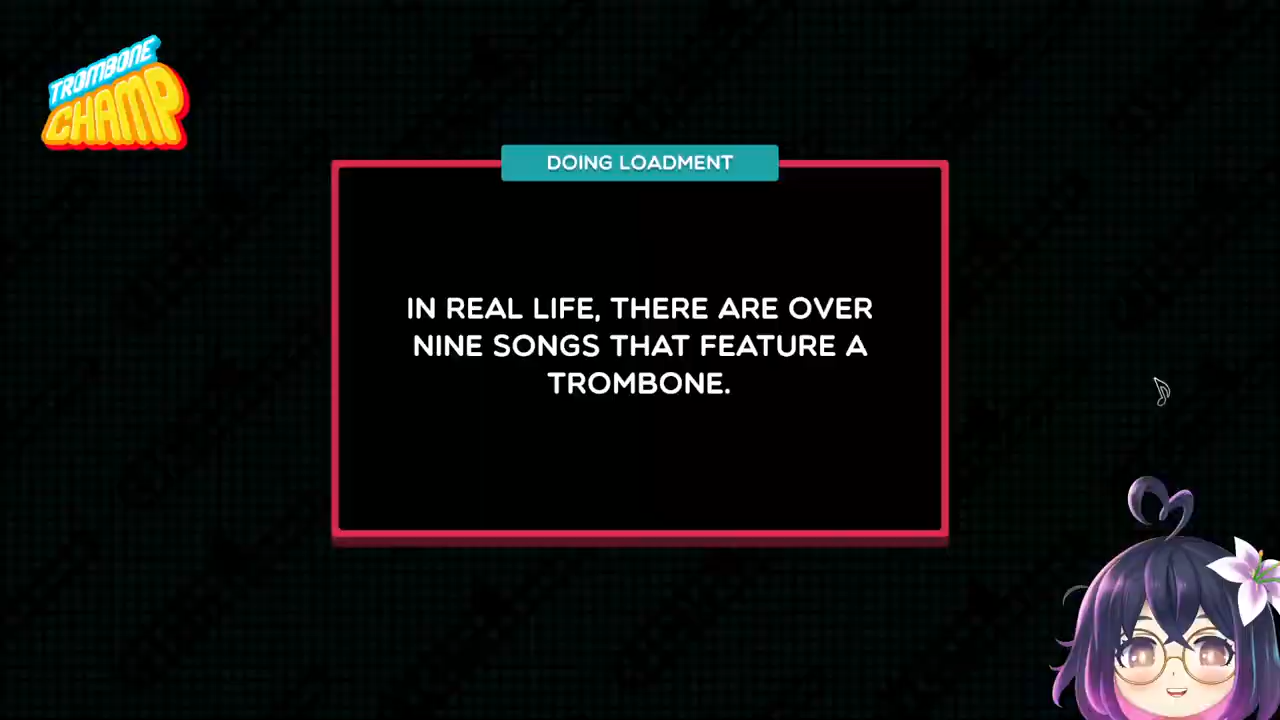 TROMBONE
CHAMP
DOING LOADMENT
IN REAL LIFE, THERE ARE OVER
NINE SONGS THAT FEATURE A
TROMBONE.